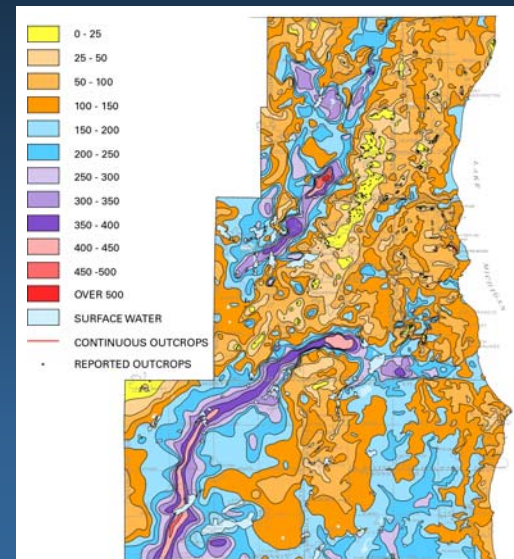 0 - 25
25 - 50
50 - 100
100 - 150
150 - 200
200 - 250
250 - 300
300 - 350
350 - 400
400 - 450
450 -500
OVER 500
SURFACE WATER
CONTINUOUS OUTCROPS
REPORTED OUTCROPS
LAKE
MICHIGAN